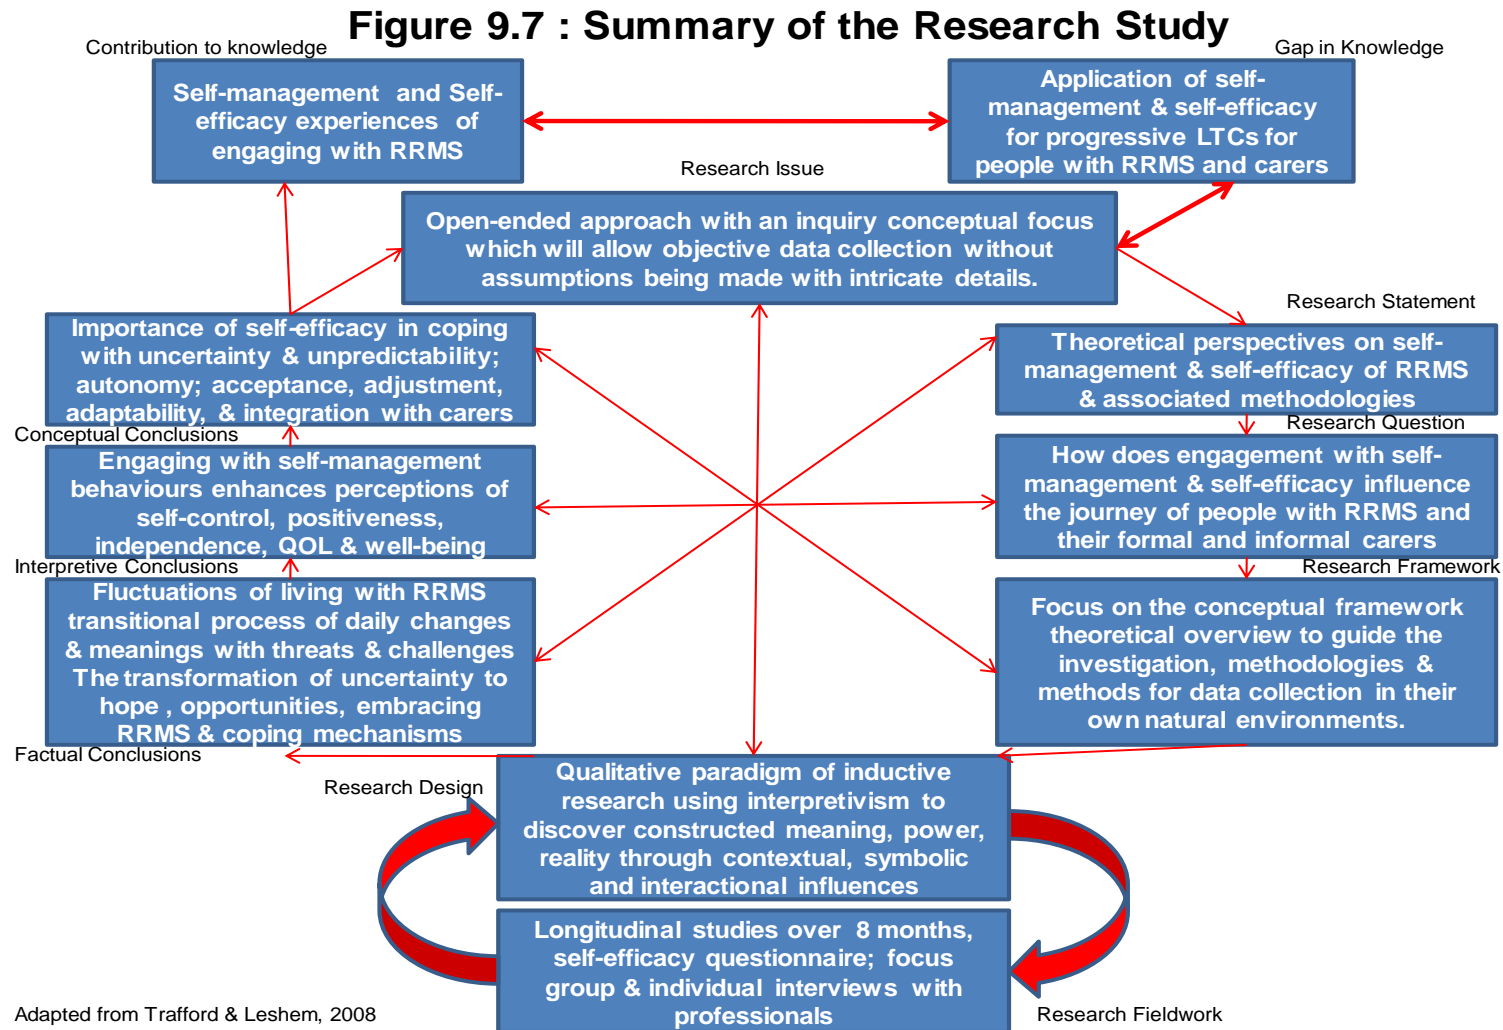 Figure 9.7 : Summary of the Research Study
Contribution to knowledge
Gap in Knowledge
Self-management and Self-
efficacy experiences of
engaging with RRMS
Application of self-
management & self-efficacy
for progressive LTCs for
people with RRMS and carers
Research Issue
Open-ended approach with an inquiry conceptual focus
which will allow objective data collection without
assumptions being made with intricate details.
Research Statement
Importance of self-efficacy in coping
with uncertainty & unpredictability;
autonomy; acceptance, adjustment,
adaptability, & integration with carers
Theoretical perspectives on self-
management & self-efficacy of RRMS
& associated methodologies
Conceptual Conclusions
Research Question
Engaging with self-management
behaviours enhances perceptions of
self-control, positiveness,
independence, QOL & well-being
How does engagement with self-
management & self-efficacy influence
the journey of people with RRMS and
their formal and informal carers
Interpretive Conclusions
Research Framework
Fluctuations of living with RRMS
transitional process of daily changes
& meanings with threats & challenges
The transformation of uncertainty to
hope , opportunities, embracing
RRMS & coping mechanisms
Focus on the conceptual framework
theoretical overview to guide the
investigation, methodologies &
methods for data collection in their
own natural environments.
Factual Conclusions
Research Design
Qualitative paradigm of inductive
research using interpretivism to
discover constructed meaning, power,
reality through contextual, symbolic
and interactional influences
Longitudinal studies over 8 months,
self-efficacy questionnaire; focus
group & individual interviews with
professionals
Adapted from Trafford & Leshem, 2008
Research Fieldwork